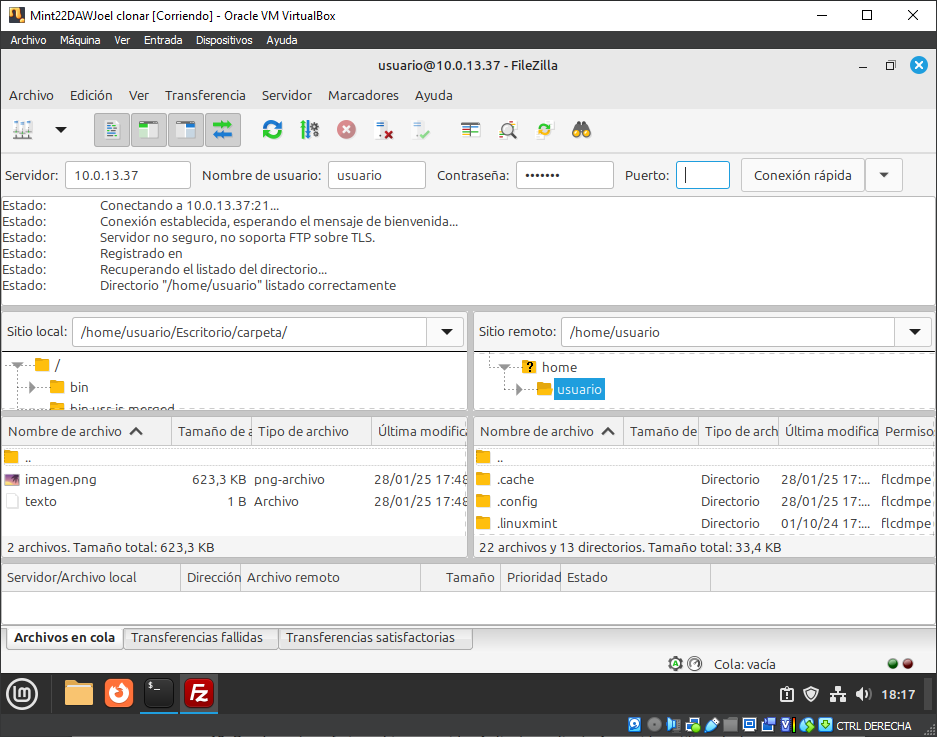 Mint22DAWJoel clonar [Corriendo] - Oracle VM VirtualBox
Archivo Máquina Ver Entrada Dispositivos Ayuda
usuario@10.0.13.37 - FileZilla
Archivo Edición Ver Transferencia Servidor Marcadores Ayuda
Servidor: 10.0.13.37 Nombre de usuario: usuario Contraseña: ••••••• Puerto: Conexión rápida
Estado: Conectando a 10.0.13.37:21...
Estado: Conexión establecida, esperando el mensaje de bienvenida...
Estado: Servidor no seguro, no soporta FTP sobre TLS.
Estado: Registrado en
Estado: Recuperando el listado del directorio...
Estado: Directorio "/home/usuario" listado correctamente
Sitio local: /home/usuario/Escritorio/carpeta/
/
bin
bin.usr-is-merged
Sitio remoto: /home/usuario
? home
usuario
Nombre de archivo Tamaño de a Tipo de archivo Última modific
..
imagen.png 623,3 KB png-archivo 28/01/25 17:48
texto 1 B Archivo 28/01/25 17:48
2 archivos. Tamaño total: 623,3 KB
Nombre de archivo Tamaño de Tipo de arch Última modifica Permiso
..
.cache Directorio 28/01/25 17:... flcdmpe
.config Directorio 28/01/25 17:... flcdmpe
.linuxmint Directorio 01/10/24 17:... flcdmpe
22 archivos y 13 directorios. Tamaño total: 33,4 KB
Servidor/Archivo local Dirección Archivo remoto Tamaño Prioridad Estado
Archivos en cola Transferencias fallidas Transferencias satisfactorias
Cola: vacía
18:17
CTRL DERECHA